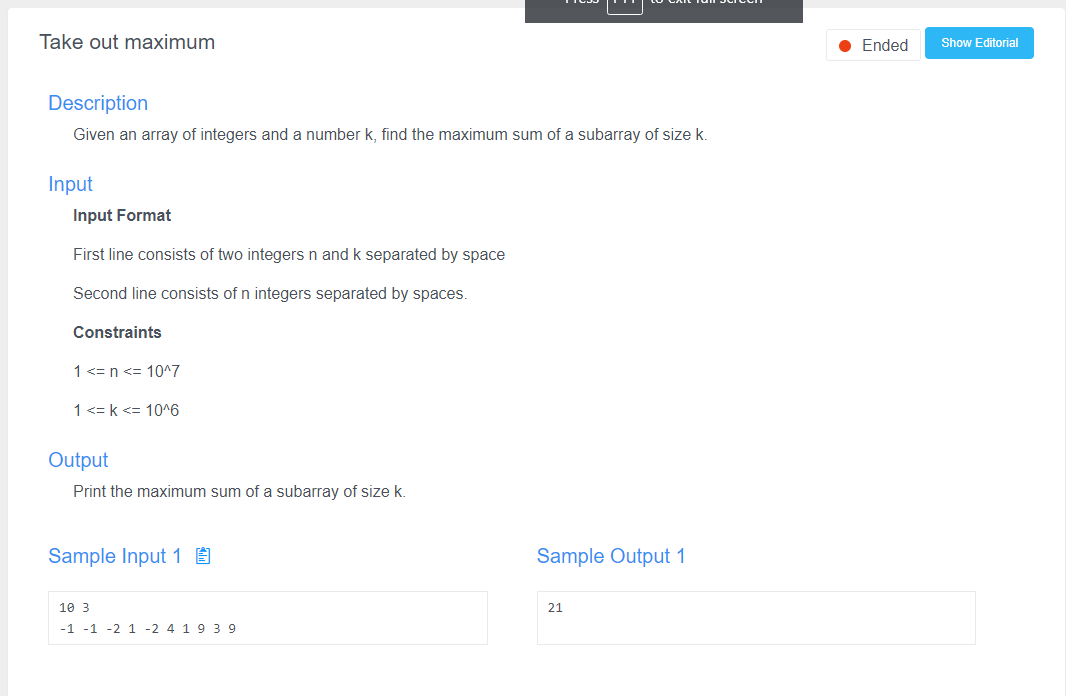 to exit full screen
Take out maximum
Ended
Show Editorial
Description
Given an array of integers and a number k, find the maximum sum of a subarray of size k.
Input
Input Format
First line consists of two integers n and k separated by space
Second line consists of n integers separated by spaces.
Constraints
1 <= n <= 10^7
1 <= k <= 10^6
Output
Print the maximum sum of a subarray of size k.
Sample Input 1
Sample Output 1
10 3
-1 -1 -2 1 -2 4 1 9 3 9
21